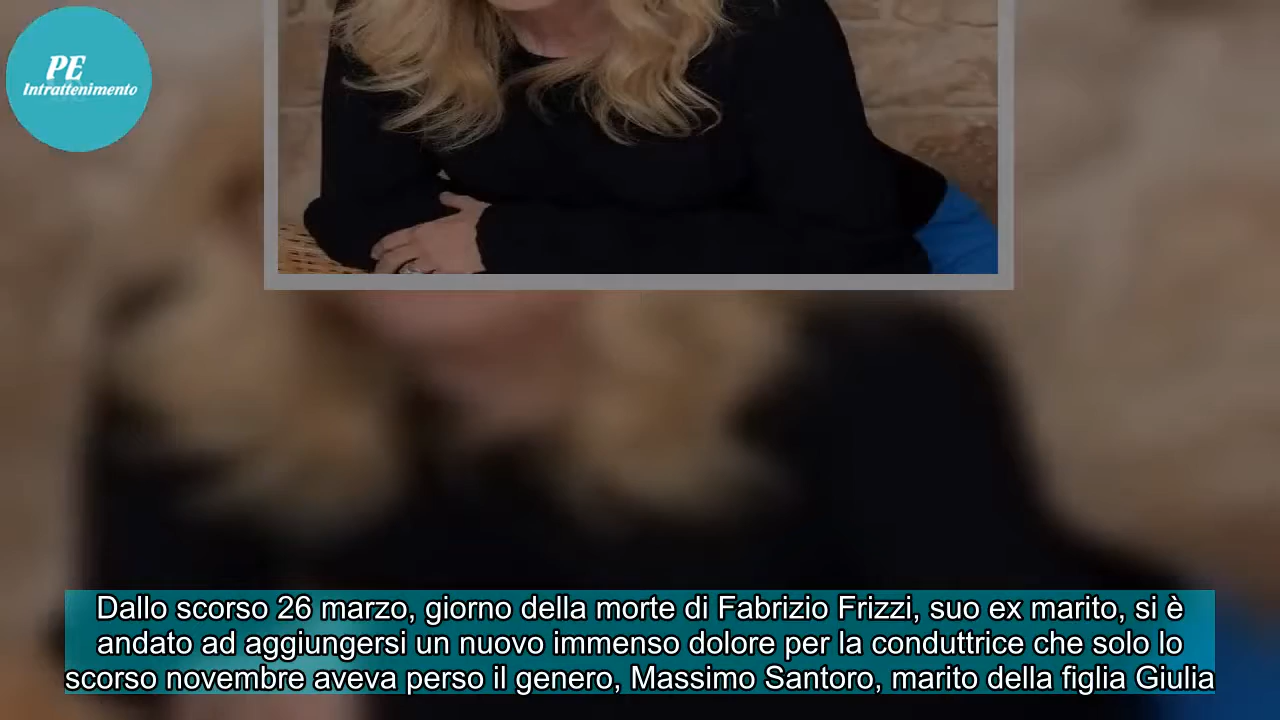 PE
Intrattenimento
Dallo scorso 26 marzo, giorno della morte di Fabrizio Frizzi, suo ex marito, si è
andato ad aggiungersi un nuovo immenso dolore per la conduttrice che solo lo
scorso novembre aveva perso il genero, Massimo Santoro, marito della figlia Giulia